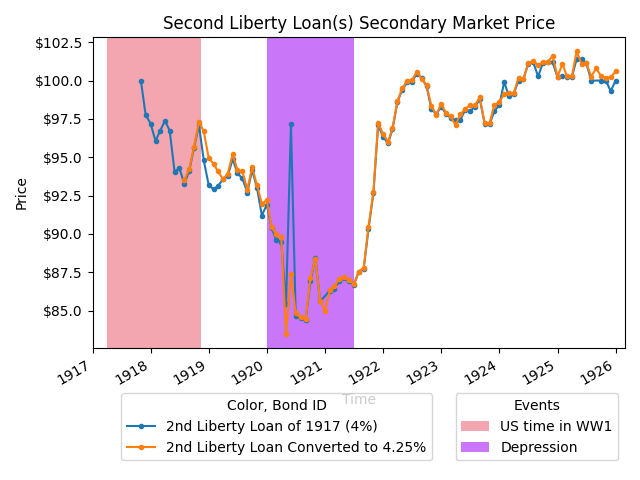 Second Liberty Loan(s) Secondary Market Price
$102.5
$100.0
$97.5
$95.0
$92.5
$90.0
$87.5
$85.0
Price
1917
1918
1919
1920
1921
1922
1923
1924
1925
1926
Time
Color, Bond ID
2nd Liberty Loan of 1917 (4%)
2nd Liberty Loan Converted to 4.25%
Events
US time in WW1
Depression